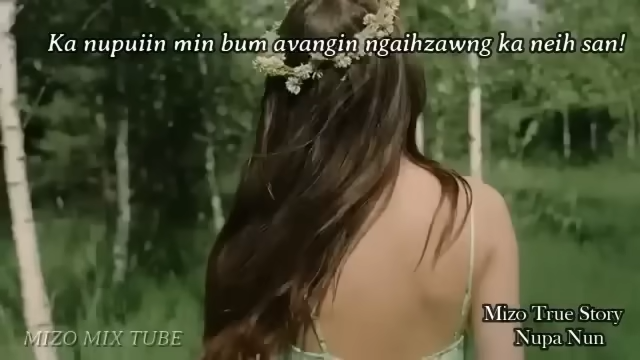 Ka nupuiin min bum avangin ngaihzawng ka neih san!
Mizo True Story
Nupa Nun
MIZO MIX TUBE